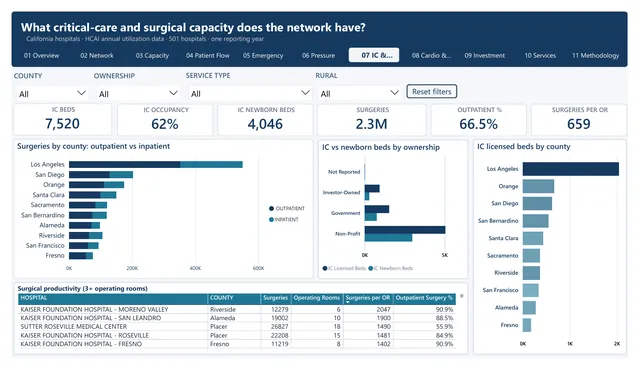 What critical-care and surgical capacity does the network have?
California hospitals · HCAI annual utilization data · 501 hospitals · one reporting year
01 Overview 02 Network 03 Capacity 04 Patient Flow 05 Emergency 06 Pressure 07 IC &... 08 Cardio &... 09 Investment 10 Services 11 Methodology
COUNTY OWNERSHIP SERVICE TYPE RURAL
All All All All Reset filters
IC BEDS IC OCCUPANCY IC NEWBORN BEDS SURGERIES OUTPATIENT % SURGERIES PER OR
7,520 62% 4,046 2.3M 66.5% 659
Surgeries by county: outpatient vs inpatient
Los Angeles
San Diego
Orange
Santa Clara
Sacramento
San Bernardino
Alameda
Riverside
San Francisco
Fresno
0K 200K 400K 600K
OUTPATIENT
INPATIENT
IC vs newborn beds by ownership
Not Reported
Investor-Owned
Government
Non-Profit
0K 5K
IC Licensed Beds IC Newborn Beds
IC licensed beds by county
Los Angeles
Orange
San Diego
San Bernardino
Santa Clara
Sacramento
Riverside
San Francisco
Alameda
Fresno
0K 1K 2K
Surgical productivity (3+ operating rooms)
HOSPITAL COUNTY Surgeries Operating Rooms Surgeries per OR Outpatient Surgery %
KAISER FOUNDATION HOSPITAL - MORENO VALLEY Riverside 12279 6 2047 90.9%
KAISER FOUNDATION HOSPITAL - SAN LEANDRO Alameda 19002 10 1900 88.5%
SUTTER ROSEVILLE MEDICAL CENTER Placer 26827 18 1490 55.9%
KAISER FOUNDATION HOSPITAL - ROSEVILLE Placer 22208 15 1481 84.9%
KAISER FOUNDATION HOSPITAL - FRESNO Fresno 11219 8 1402 90.9%